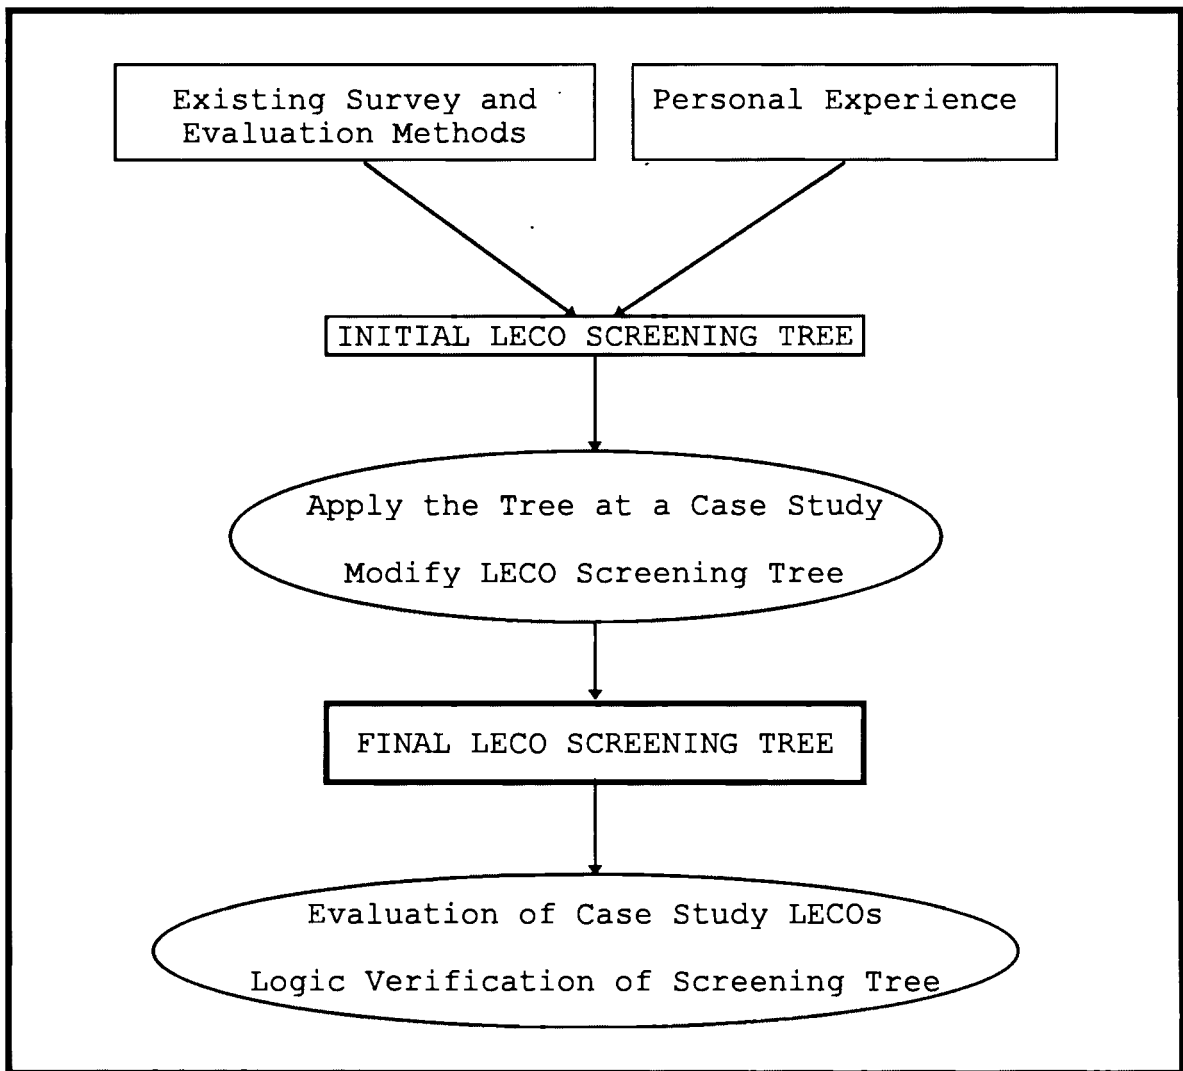 Existing Survey and
Evaluation Methods
Personal Experience
INITIAL LECO SCREENING TREE
Apply the Tree at a Case Study
Modify LECO Screening Tree
FINAL LECO SCREENING TREE
Evaluation of Case Study LECOs
Logic Verification of Screening Tree